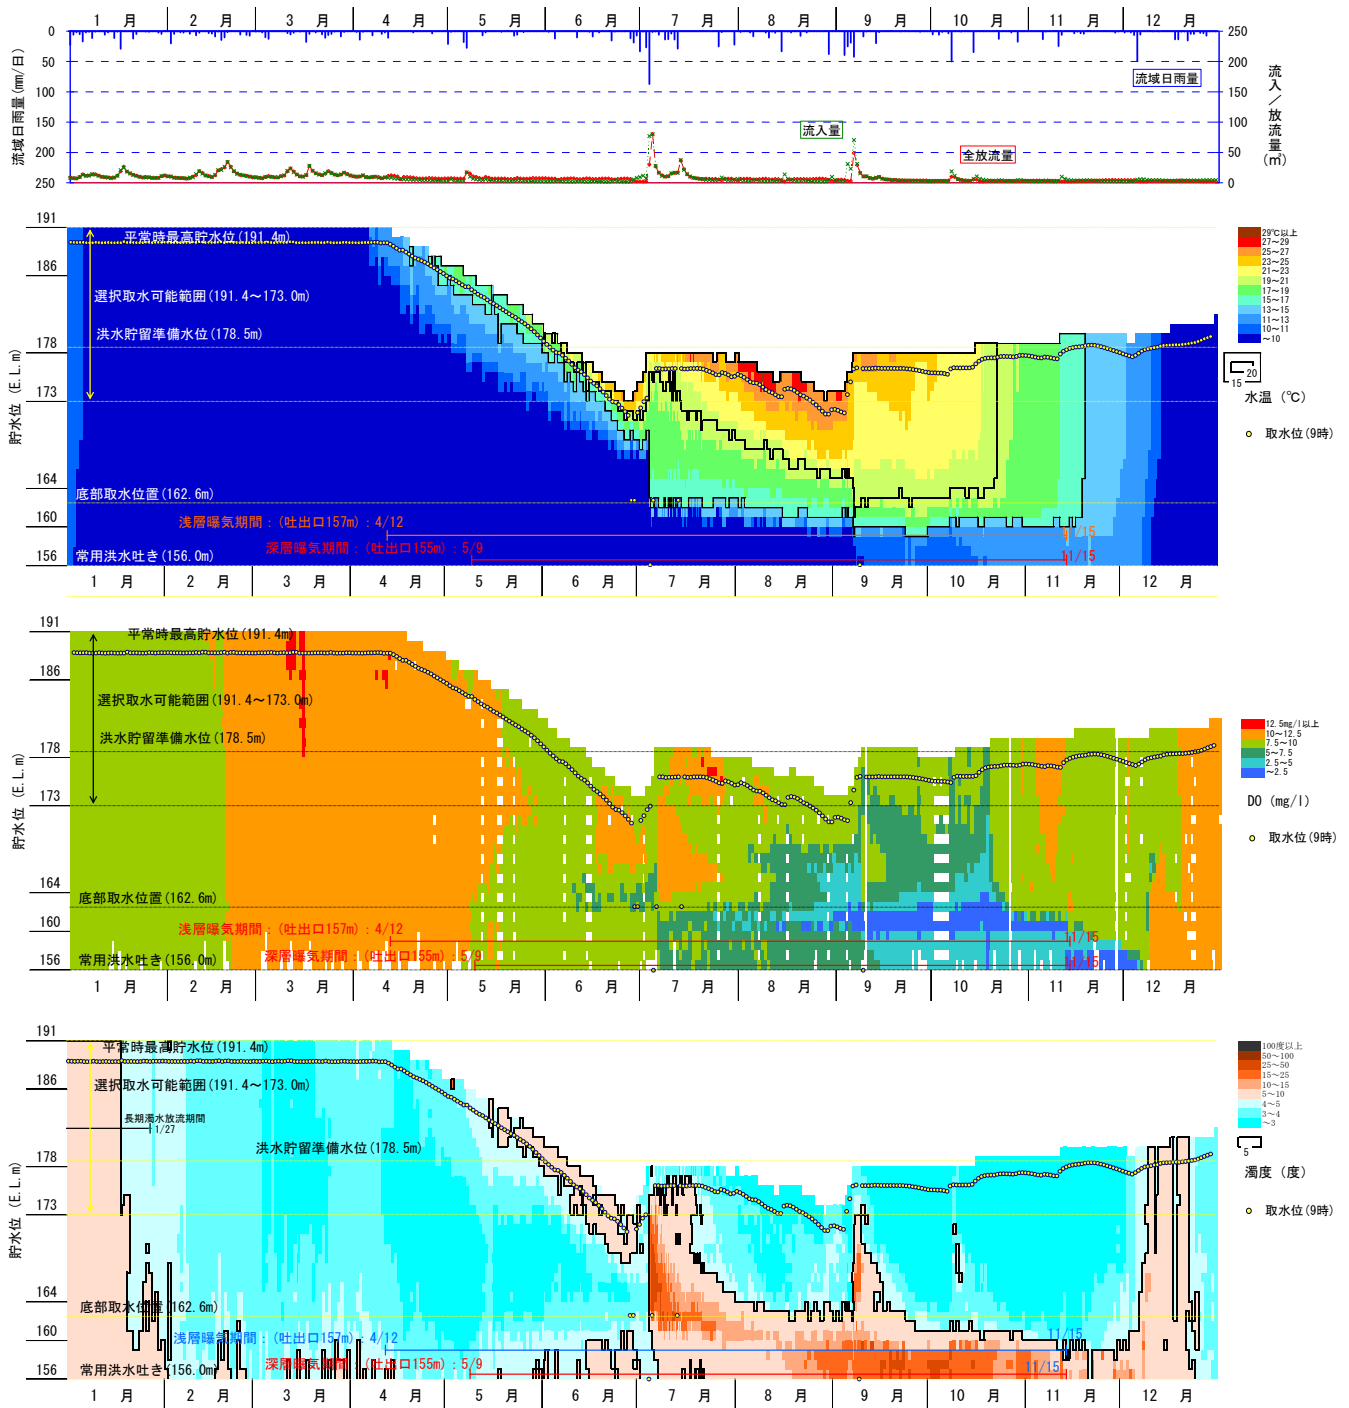 1 月 2 月 3 月 4 月 5 月 6 月 7 月 8 月 9 月 10 月 11 月 12 月
0 250
50 200
100 150
150 100
200 50
250 0
流域日雨量(mm/日)
流入／放流量(㎥)
流域日雨量
流入量
全放流量
191
186
178
173
164
160
156
貯水位 (E.L.m)
平常時最高貯水位(191.4m)
選択取水可能範囲(191.4～173.0m)
洪水貯留準備水位(178.5m)
底部取水位置(162.6m)
浅層曝気期間：(吐出口157m)：4/12
11/15
深層曝気期間：(吐出口155m)：5/9
11/15
常用洪水吐き(156.0m)
29℃以上
27～29
25～27
23～25
21～23
19～21
17～19
15～17
13～15
11～13
10～11
～10
20
15
水温 (℃)
取水位(9時)
1 月 2 月 3 月 4 月 5 月 6 月 7 月 8 月 9 月 10 月 11 月 12 月
191
186
178
173
164
160
156
貯水位 (E.L.m)
平常時最高貯水位(191.4m)
選択取水可能範囲(191.4～173.0m)
洪水貯留準備水位(178.5m)
底部取水位置(162.6m)
浅層曝気期間：(吐出口157m)：4/12
11/15
深層曝気期間：(吐出口155m)：5/9
11/15
常用洪水吐き(156.0m)
12.5mg/l以上
10～12.5
7.5～10
5～7.5
2.5～5
～2.5
DO (mg/l)
取水位(9時)
1 月 2 月 3 月 4 月 5 月 6 月 7 月 8 月 9 月 10 月 11 月 12 月
191
186
178
173
164
160
156
貯水位 (E.L.m)
平常時最高貯水位(191.4m)
選択取水可能範囲(191.4～173.0m)
長期濁水放流期間
1/27
洪水貯留準備水位(178.5m)
底部取水位置(162.6m)
浅層曝気期間：(吐出口157m)：4/12
11/15
深層曝気期間：(吐出口155m)：5/9
11/15
常用洪水吐き(156.0m)
100度以上
50～100
25～50
15～25
10～15
5～10
4～5
3～4
～3
5
濁度 (度)
取水位(9時)
1 月 2 月 3 月 4 月 5 月 6 月 7 月 8 月 9 月 10 月 11 月 12 月